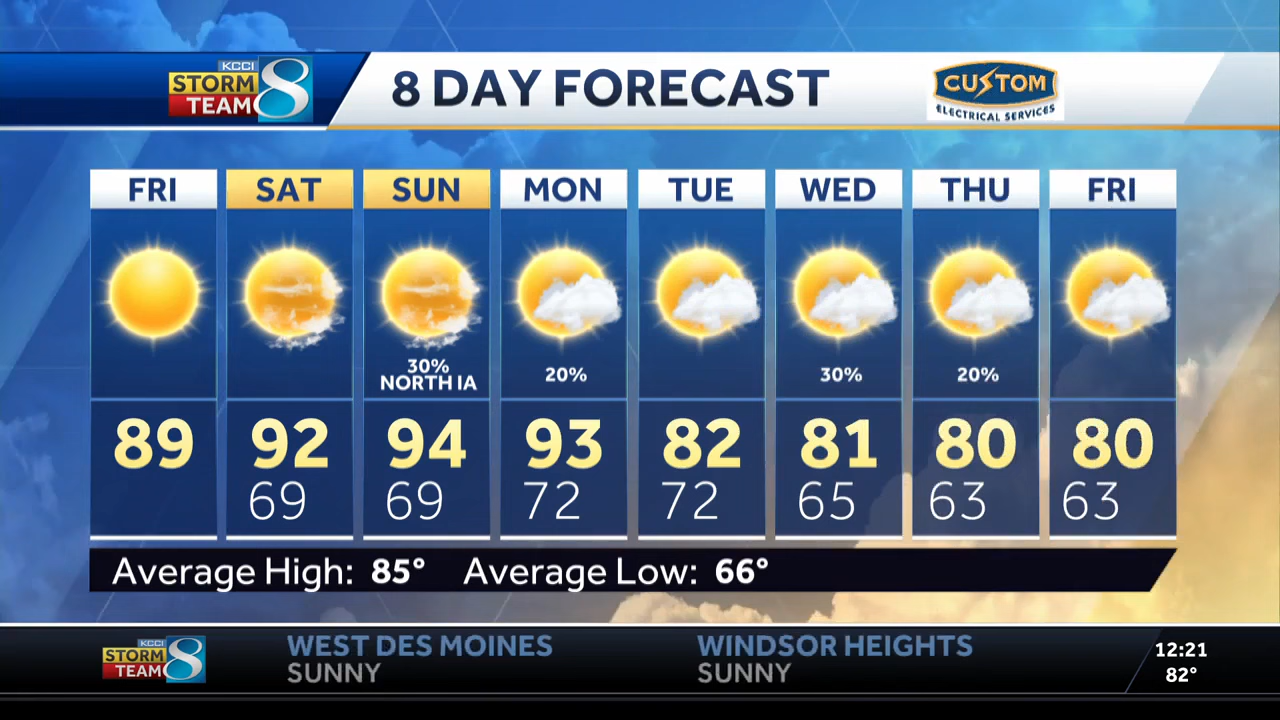 KCCI
STORM
TEAM 8
8 DAY FORECAST
CUSTOM
ELECTRICAL SERVICES
FRI SAT SUN MON TUE WED THU FRI
30%
NORTH IA
20% 30% 20%
89 92 94 93 82 81 80 80
69 69 72 72 65 63 63
Average High: 85° Average Low: 66°
KCCI
STORM
TEAM 8
WEST DES MOINES
SUNNY
WINDSOR HEIGHTS
SUNNY
12:21
82°